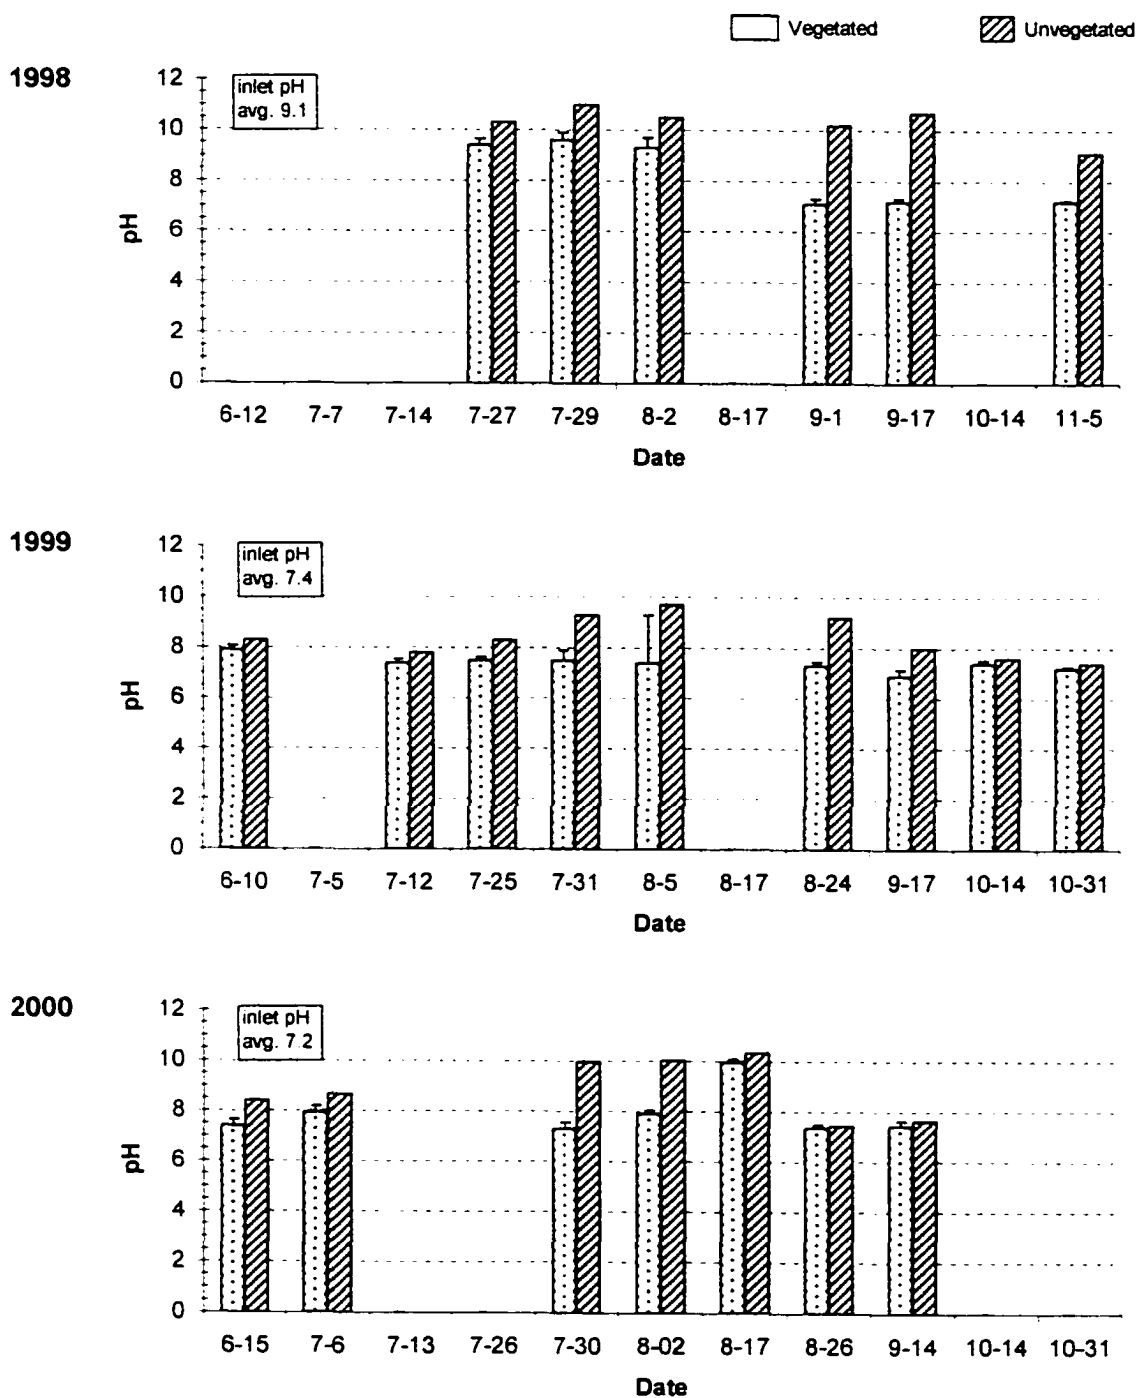 Vegetated Unvegetated
1998
inlet pH
avg. 9.1
12
10
8
6
4
2
0
pH
6-12 7-7 7-14 7-27 7-29 8-2 8-17 9-1 9-17 10-14 11-5
Date
1999
inlet pH
avg. 7.4
12
10
8
6
4
2
0
pH
6-10 7-5 7-12 7-25 7-31 8-5 8-17 8-24 9-17 10-14 10-31
Date
2000
inlet pH
avg. 7.2
12
10
8
6
4
2
0
pH
6-15 7-6 7-13 7-26 7-30 8-02 8-17 8-26 9-14 10-14 10-31
Date